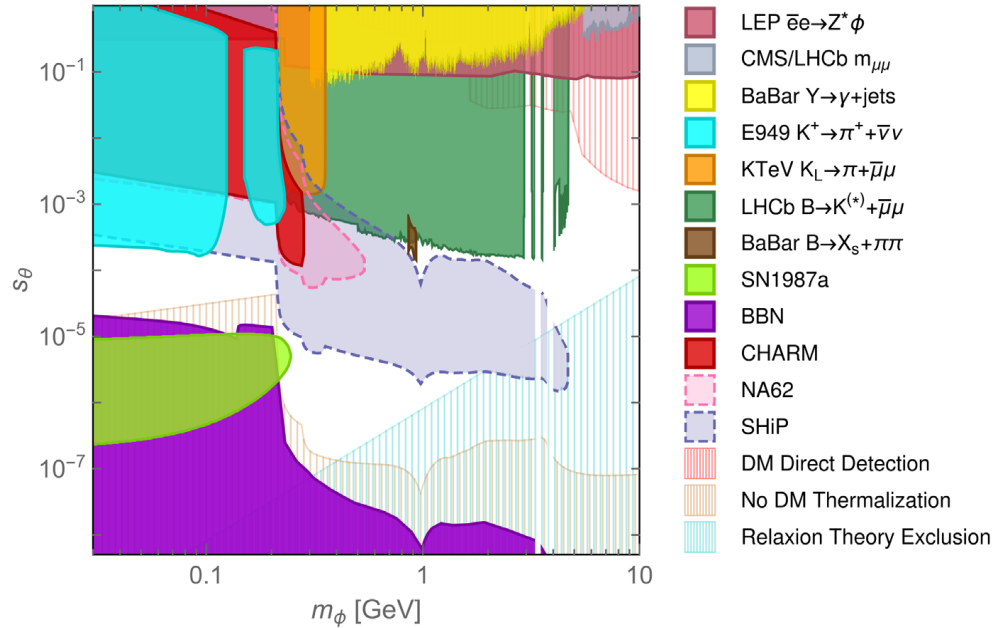 10⁻¹
10⁻³
10⁻⁵
10⁻⁷
s_θ
0.1
1
10
m_ϕ [GeV]
LEP e̅e→Z*ϕ
CMS/LHCb m_μμ
BaBar Υ→γ+jets
E949 K⁺→π⁺+ν̅ν
KTeV K_L→π+μ̅μ
LHCb B→K⁽*⁾+μ̅μ
BaBar B→X_s+ππ
SN1987a
BBN
CHARM
NA62
SHiP
DM Direct Detection
No DM Thermalization
Relaxion Theory Exclusion